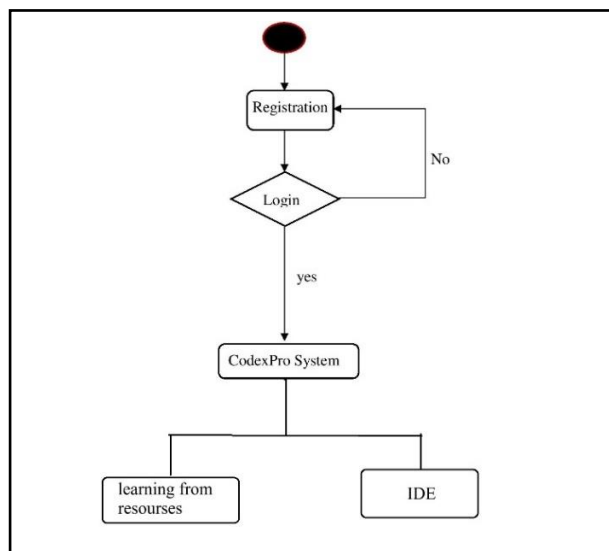 Registration
No
Login
yes
CodexPro System
learning from
resourses
IDE